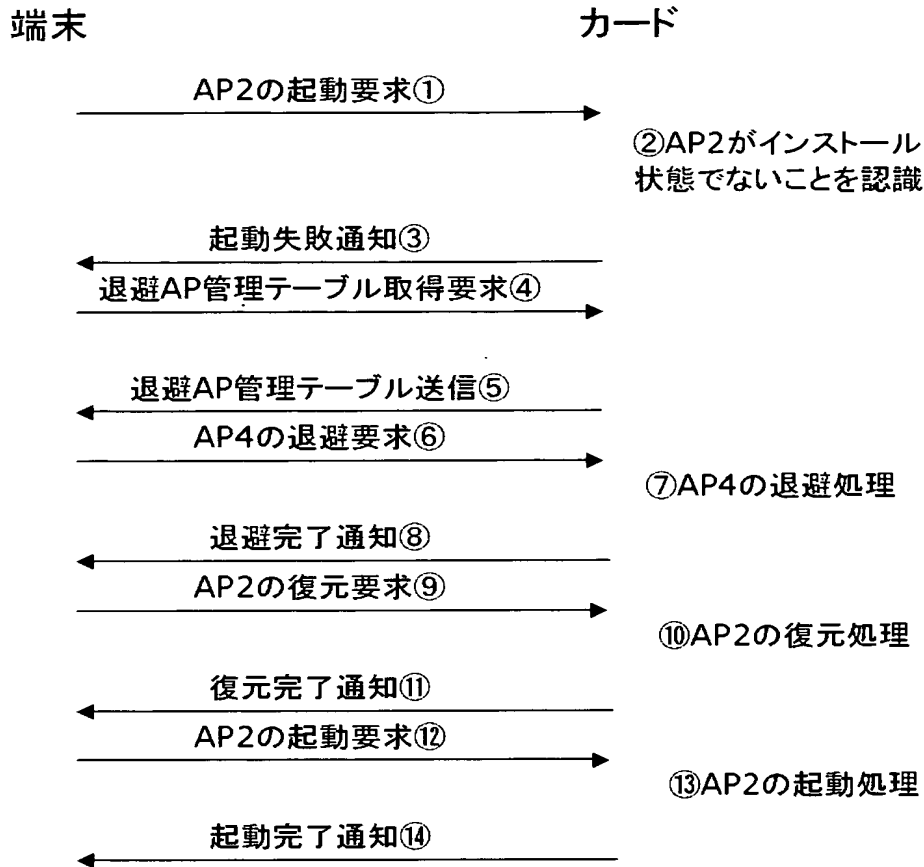 端末
カード
AP2の起動要求①
②AP2がインストール
状態でないことを認識
起動失敗通知③
退避AP管理テーブル取得要求④
退避AP管理テーブル送信⑤
AP4の退避要求⑥
⑦AP4の退避処理
退避完了通知⑧
AP2の復元要求⑨
⑩AP2の復元処理
復元完了通知⑪
AP2の起動要求⑫
⑬AP2の起動処理
起動完了通知⑭